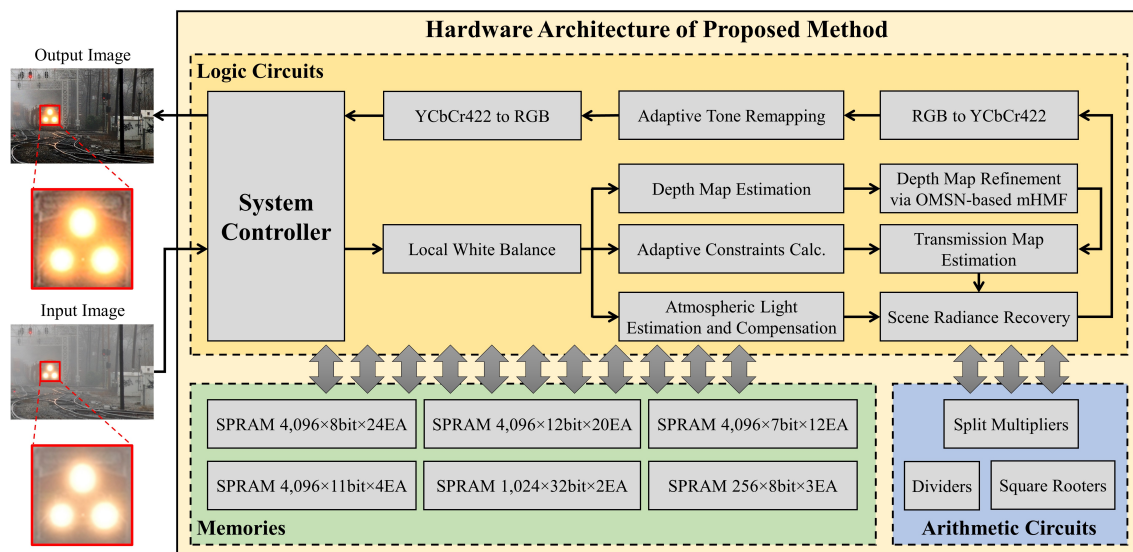 Hardware Architecture of Proposed Method
Output Image
Logic Circuits
YCbCr422 to RGB
Adaptive Tone Remapping
RGB to YCbCr422
System
Controller
Depth Map Estimation
Depth Map Refinement
via OMSN-based mHMF
Local White Balance
Adaptive Constraints Calc.
Transmission Map
Estimation
Input Image
Atmospheric Light
Estimation and Compensation
Scene Radiance Recovery
SPRAM 4,096×8bit×24EA
SPRAM 4,096×12bit×20EA
SPRAM 4,096×7bit×12EA
SPRAM 4,096×11bit×4EA
SPRAM 1,024×32bit×2EA
SPRAM 256×8bit×3EA
Memories
Split Multipliers
Dividers
Square Rooters
Arithmetic Circuits